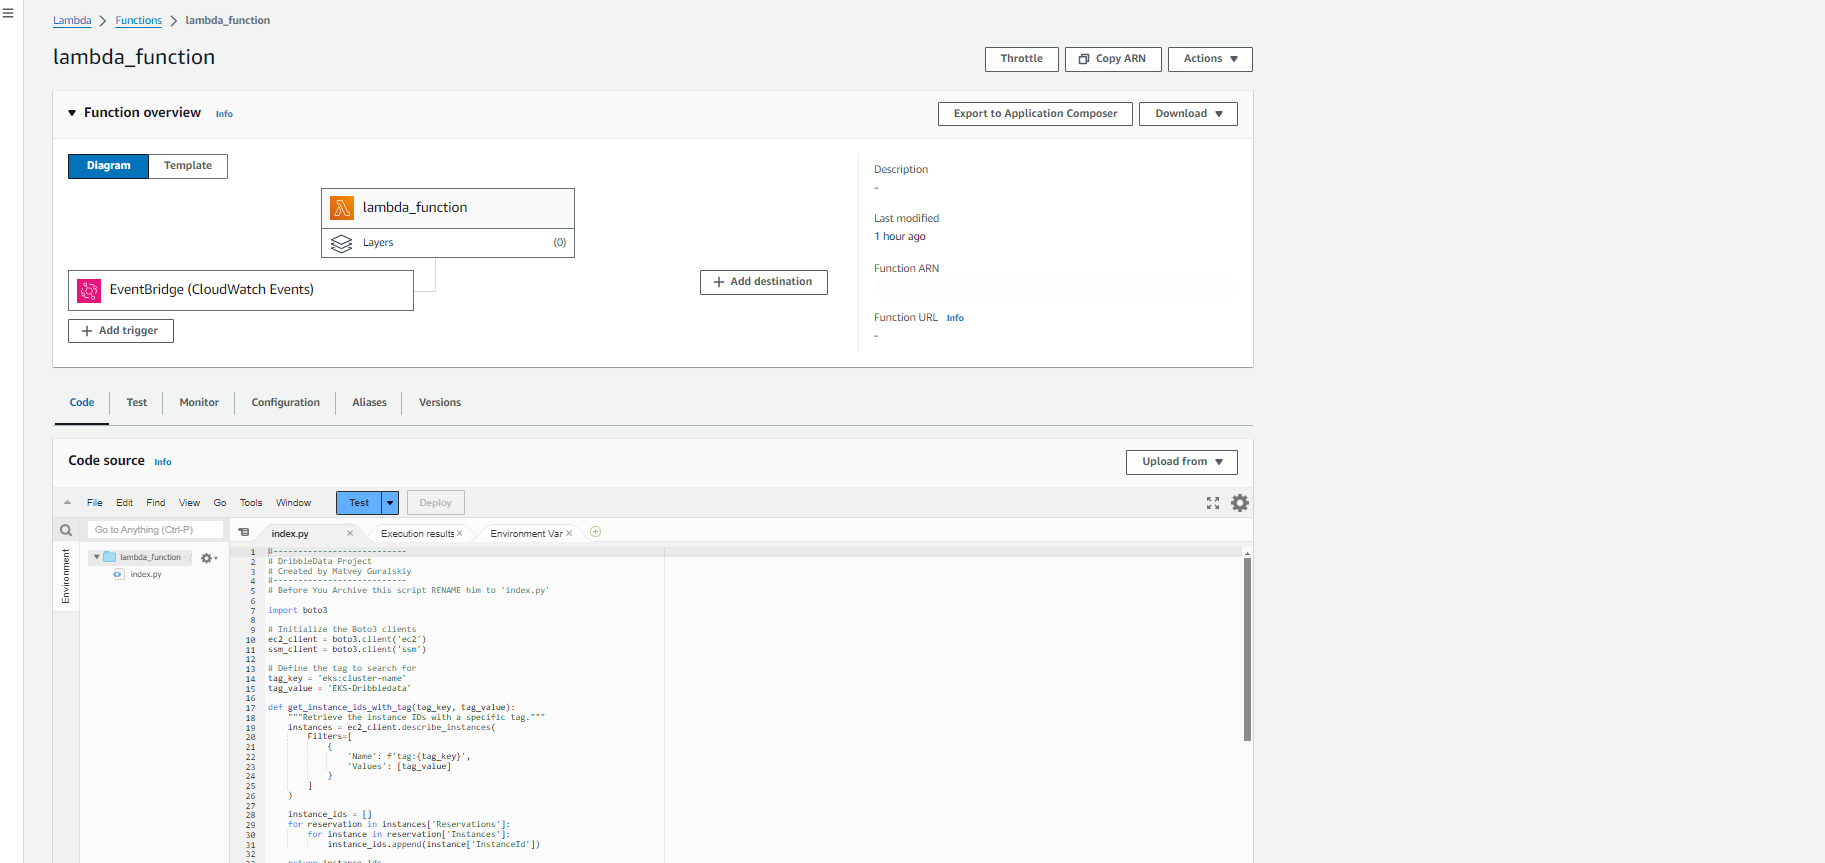 Lambda > Functions > lambda_function
lambda_function
Throttle Copy ARN Actions ▼
▼ Function overview Info
Export to Application Composer Download ▼
Diagram Template
Description
-
lambda_function
Layers (0)
Last modified
1 hour ago
Function ARN
EventBridge (CloudWatch Events)
+ Add destination
+ Add trigger
Function URL Info
-
Code Test Monitor Configuration Aliases Versions
Code source Info
Upload from ▼
File Edit Find View Go Tools Window Test Deploy
Go to Anything (Ctrl-P)
index.py × Execution results × Environment Var ×
Environment
lambda_function - /
index.py
1 #---------------------------
2 # DribbleData Project
3 # Created by Matvey Guralskiy
4 #---------------------------
5 # Before You Archive this script RENAME him to 'index.py'
6
7 import boto3
8
9 # Initialize the Boto3 clients
10 ec2_client = boto3.client('ec2')
11 ssm_client = boto3.client('ssm')
12
13 # Define the tag to search for
14 tag_key = 'eks:cluster-name'
15 tag_value = 'EKS-Dribbledata'
16
17 def get_instance_ids_with_tag(tag_key, tag_value):
18 """Retrieve the instance IDs with a specific tag."""
19 instances = ec2_client.describe_instances(
20 Filters=[
21 {
22 'Name': f'tag:{tag_key}',
23 'Values': [tag_value]
24 }
25 ]
26 )
27
28 instance_ids = []
29 for reservation in instances['Reservations']:
30 for instance in reservation['Instances']:
31 instance_ids.append(instance['InstanceId'])
32